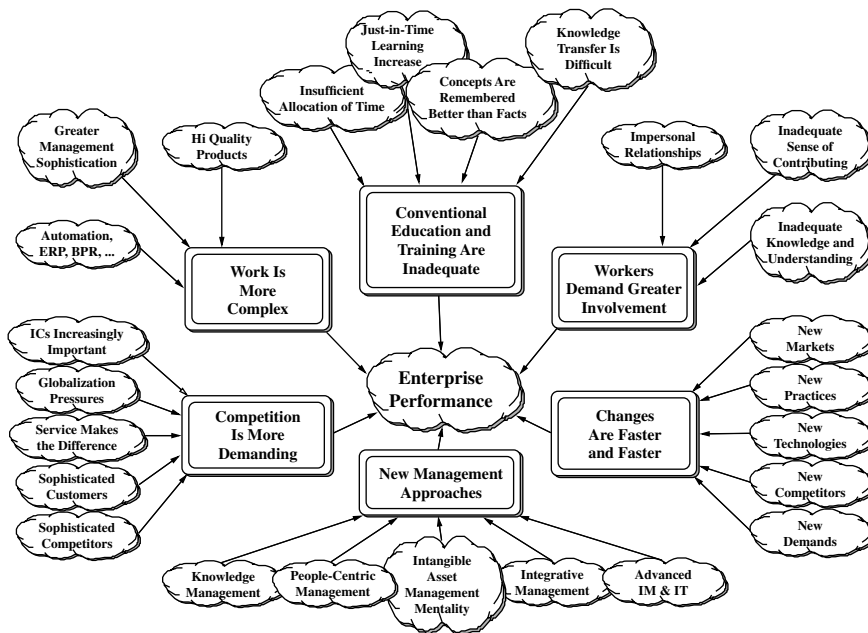 Just-in-Time
Learning
Increase
Knowledge
Transfer Is
Difficult
Insufficient
Allocation of Time
Concepts Are
Remembered
Better than Facts
Greater
Management
Sophistication
Hi Quality
Products
Impersonal
Relationships
Inadequate
Sense of
Contributing
Automation,
ERP, BPR, ...
Work Is
More
Complex
Conventional
Education and
Training Are
Inadequate
Workers
Demand Greater
Involvement
Inadequate
Knowledge and
Understanding
ICs Increasingly
Important
Globalization
Pressures
Service Makes
the Difference
Sophisticated
Customers
Sophisticated
Competitors
Competition
Is More
Demanding
Enterprise
Performance
Changes
Are Faster
and Faster
New
Markets
New
Practices
New
Technologies
New
Competitors
New
Demands
New Management
Approaches
Knowledge
Management
People-Centric
Management
Intangible
Asset
Management
Mentality
Integrative
Management
Advanced
IM & IT